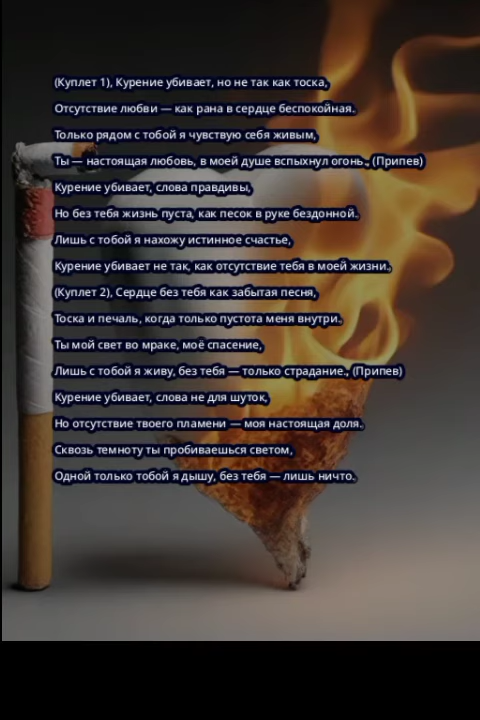 (Куплет 1), Курение убивает, но не так как тоска,
Отсутствие любви — как рана в сердце беспокойная.
Только рядом с тобой я чувствую себя живым,
Ты — настоящая любовь, в моей душе вспыхнул огонь., (Припев)
Курение убивает, слова правдивы,
Но без тебя жизнь пуста, как песок в руке бездонной.
Лишь с тобой я нахожу истинное счастье,
Курение убивает не так, как отсутствие тебя в моей жизни.
(Куплет 2), Сердце без тебя как забытая песня,
Тоска и печаль, когда только пустота меня внутри.
Ты мой свет во мраке, моё спасение,
Лишь с тобой я живу, без тебя — только страдание., (Припев)
Курение убивает, слова не для шуток,
Но отсутствие твоего пламени — моя настоящая доля.
Сквозь темноту ты пробиваешься светом,
Одной только тобой я дышу, без тебя — лишь ничто.